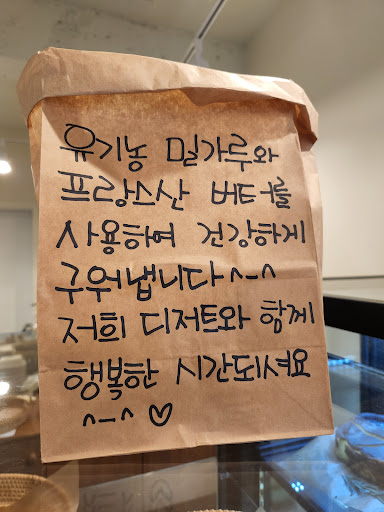 유기농 밀가루와
프랑스산 버터를
사용하여 건강하게
구워냅니다 ^-^
저희 디저트와 함께
행복한 시간되셔요
^-^ ♡